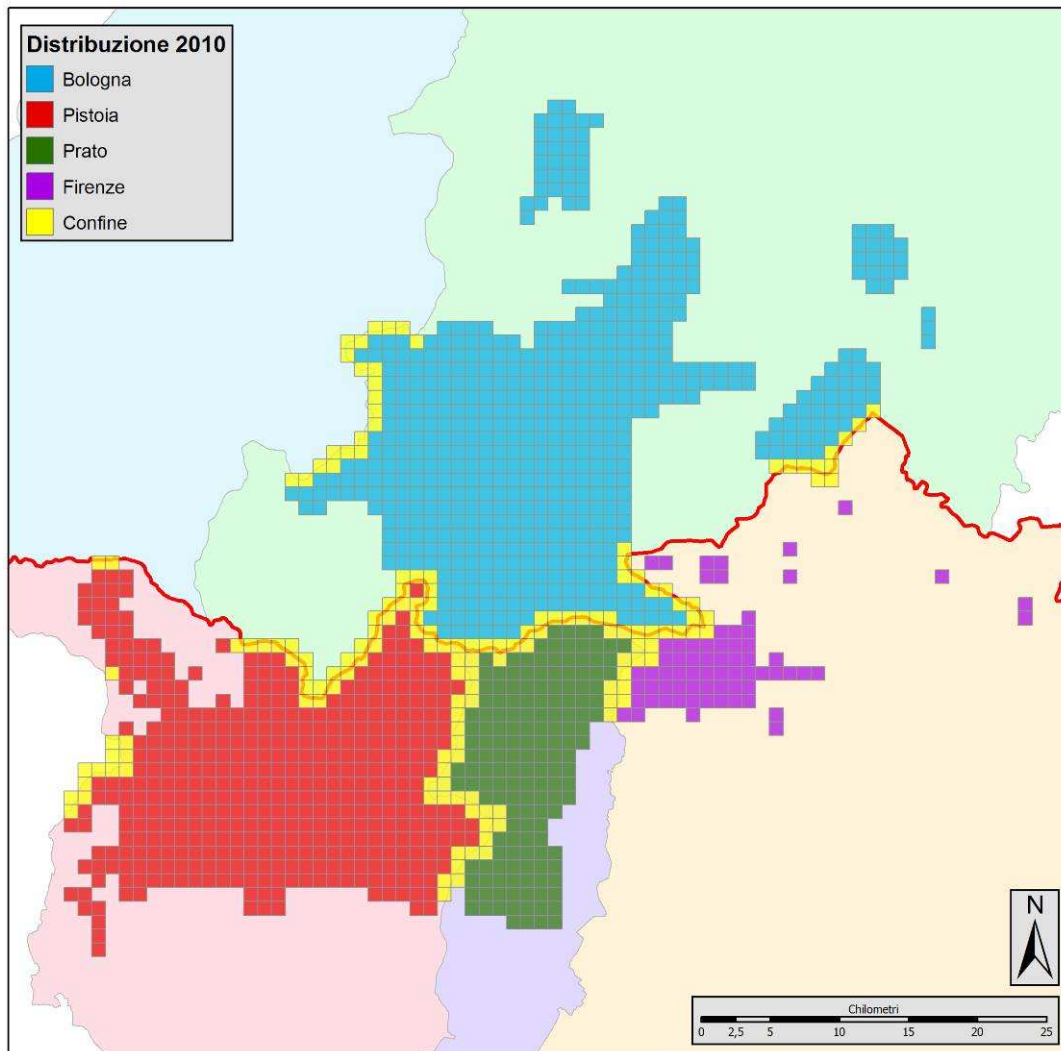 Distribuzione 2010
Bologna
Pistoia
Prato
Firenze
Confine
N
Chilometri
0 2,5 5 10 15 20 25